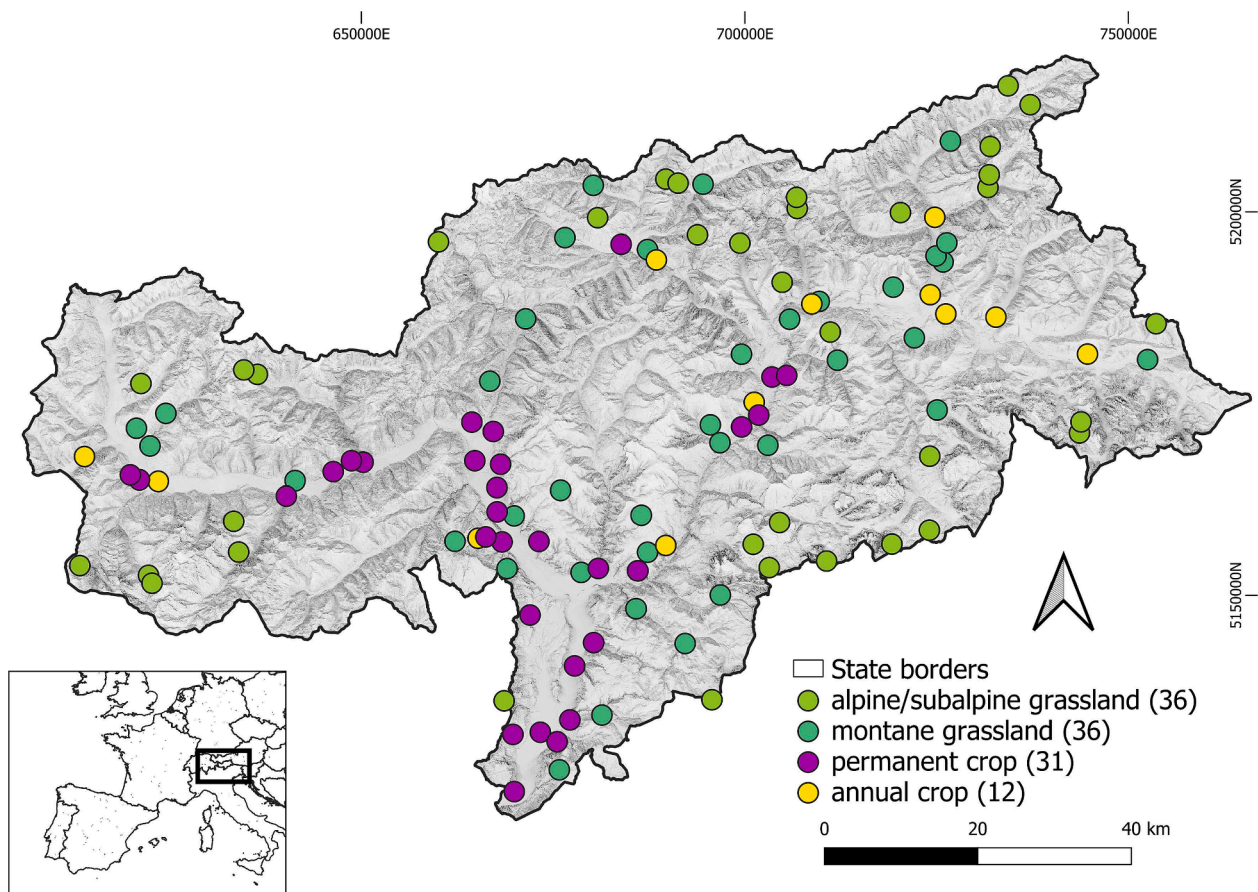 650000E 700000E 750000E
5200000N
5150000N
State borders
alpine/subalpine grassland (36)
montane grassland (36)
permanent crop (31)
annual crop (12)
0 20 40 km